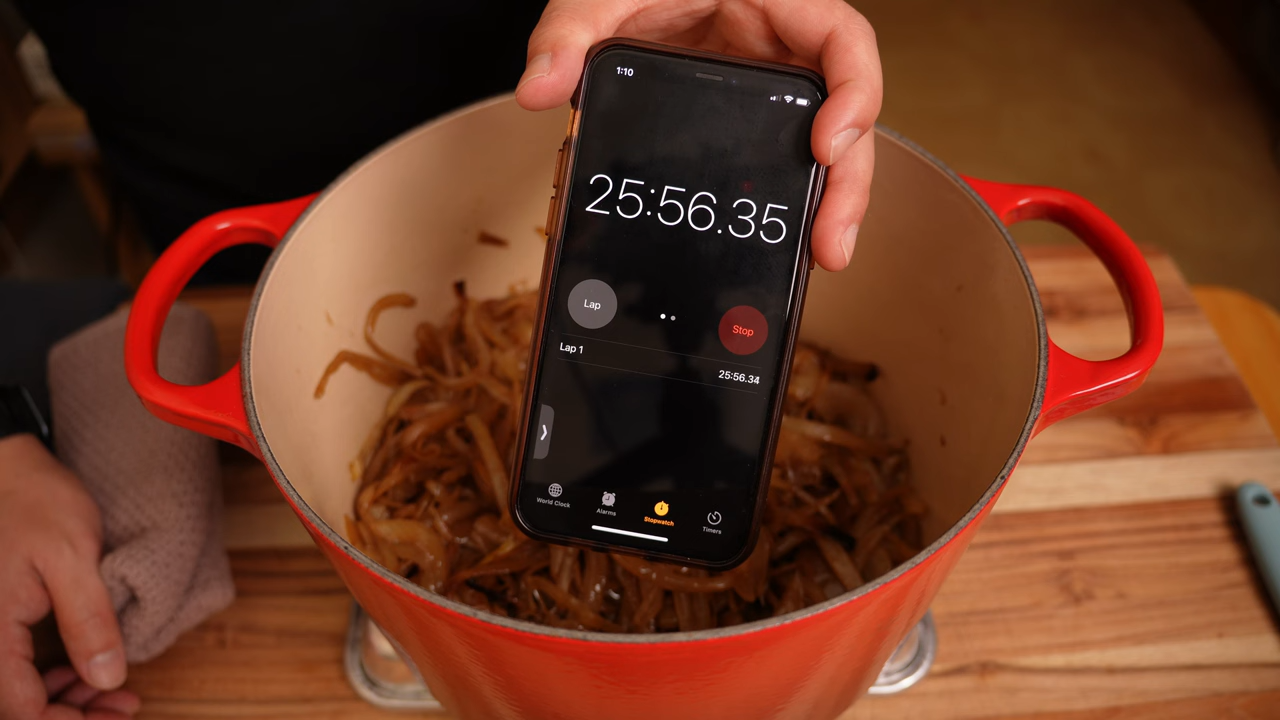 1:10
25:56.35
Lap
Stop
Lap 1
25:56.34
World Clock
Alarms
Stopwatch
Timers